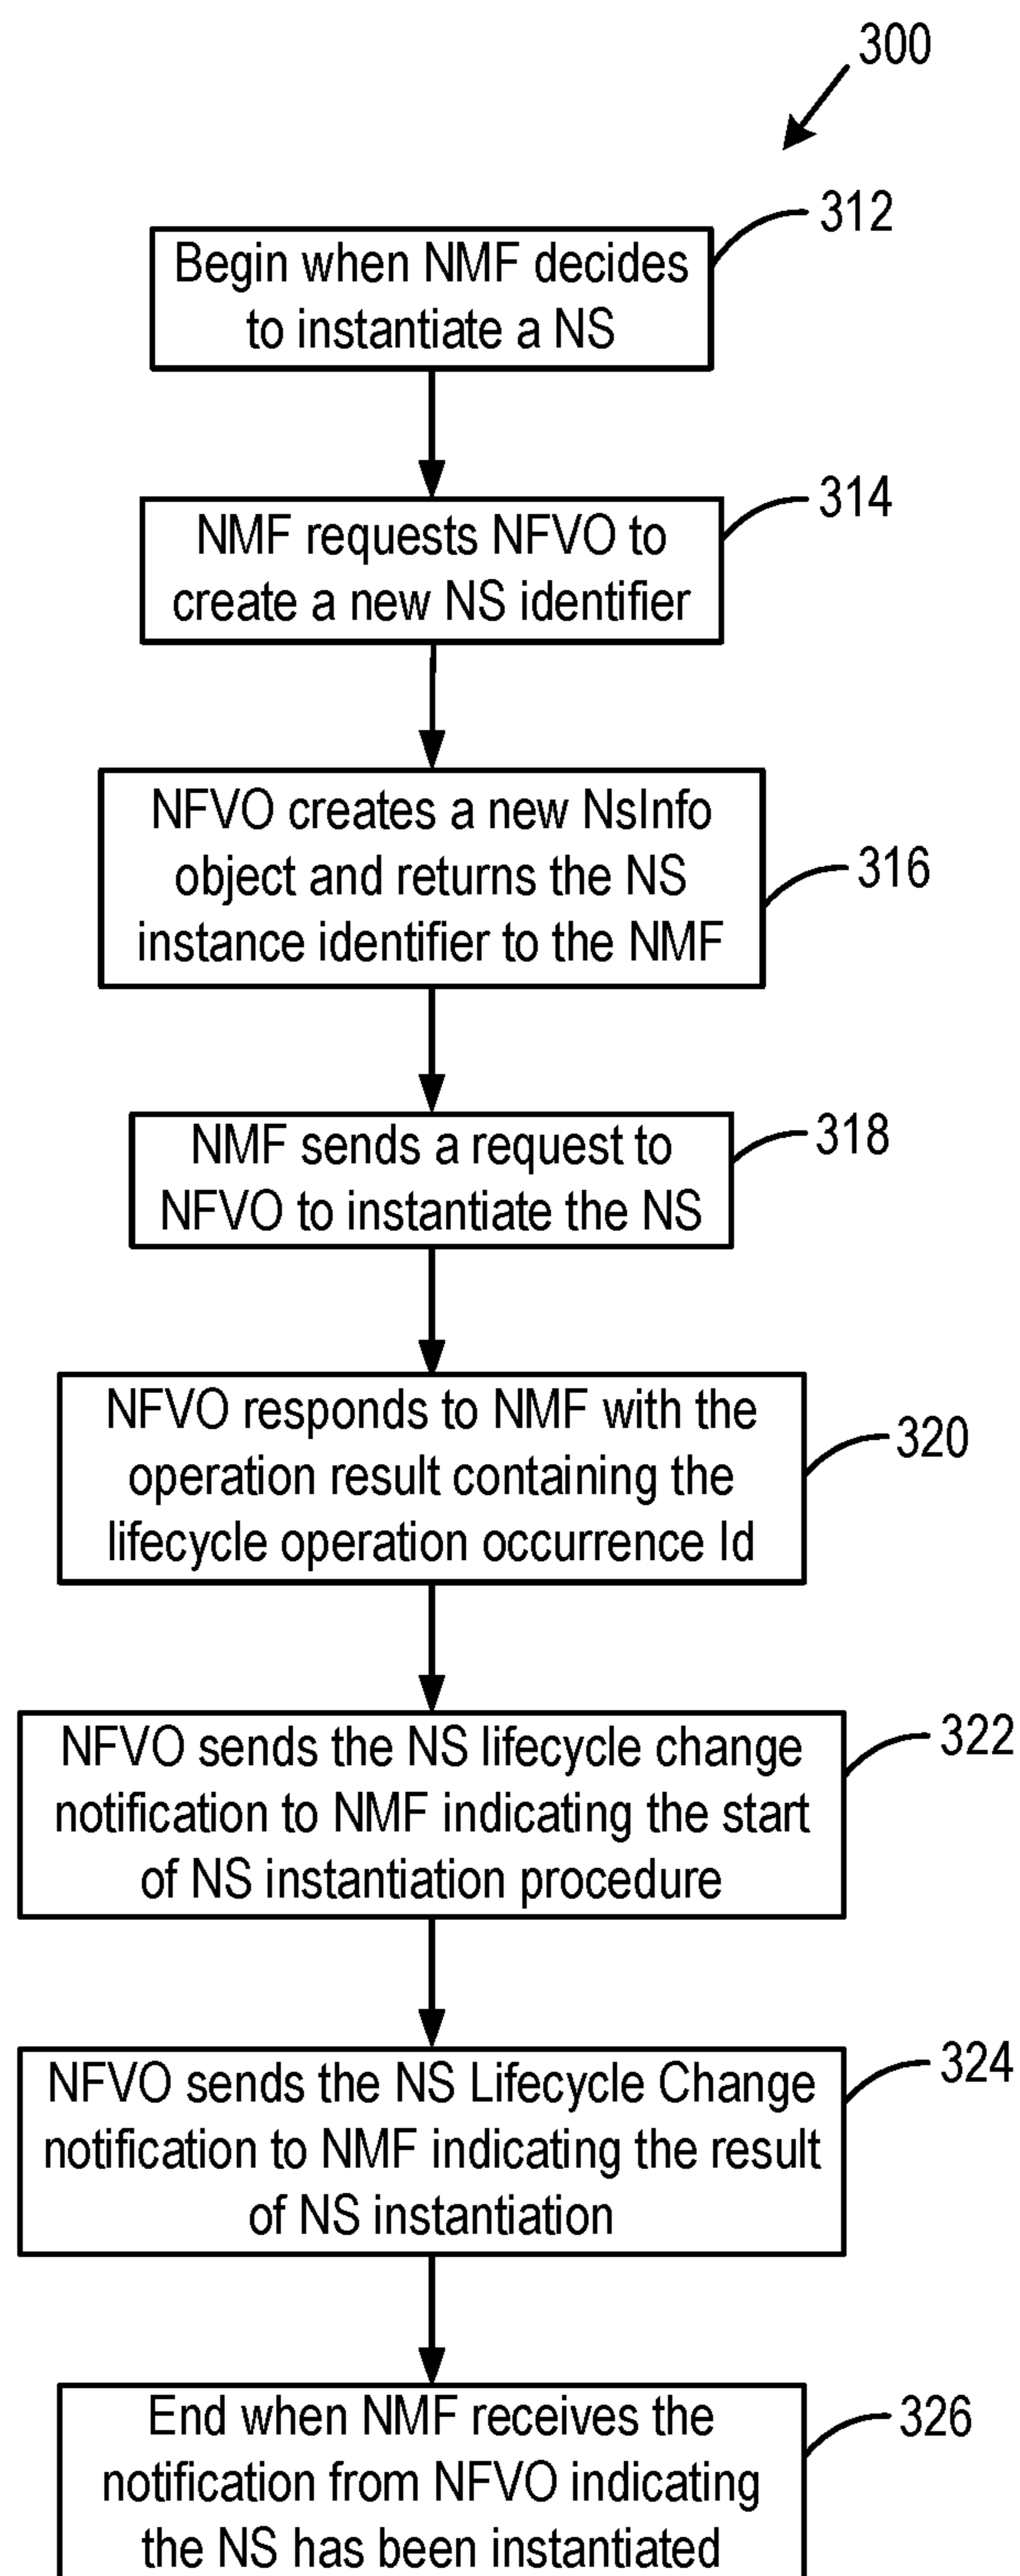 300
312
Begin when NMF decides
to instantiate a NS
314
NMF requests NFVO to
create a new NS identifier
NFVO creates a new NsInfo
object and returns the NS
316
instance identifier to the NMF
318
NMF sends a request to
NFVO to instantiate the NS
NFVO responds to NMF with the
320
operation result containing the
lifecycle operation occurrence Id
322
NFVO sends the NS lifecycle change
notification to NMF indicating the start
of NS instantiation procedure
324
NFVO sends the NS Lifecycle Change
notification to NMF indicating the result
of NS instantiation
326
End when NMF receives the
notification from NFVO indicating
the NS has been instantiated